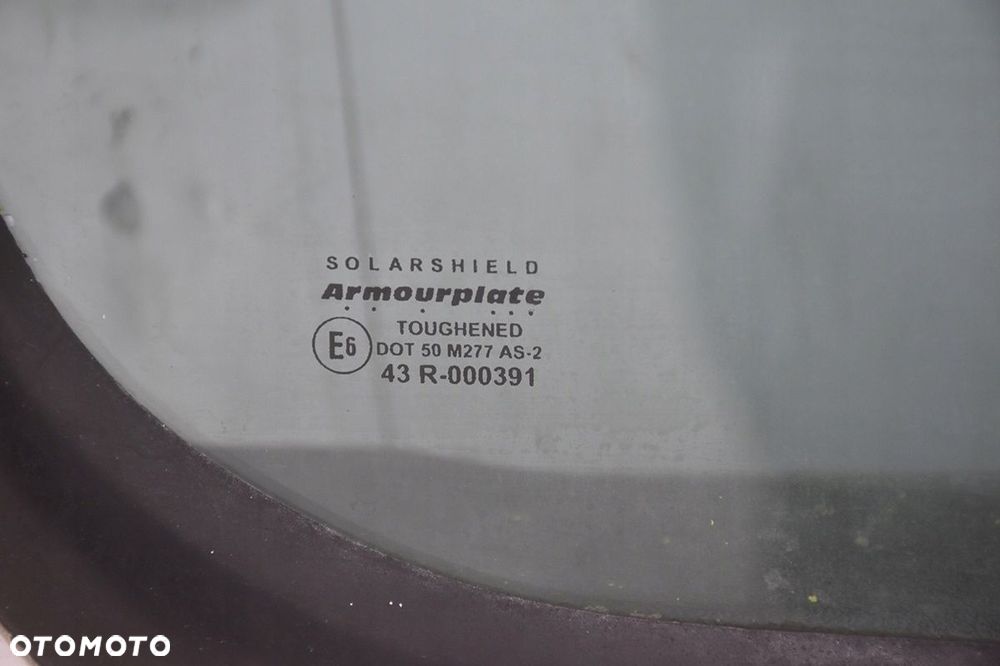 SOLARSHIELD
Armourplate
TOUGHENED
E6 DOT 50 M277 AS-2
43 R-000391
OTOMOTO